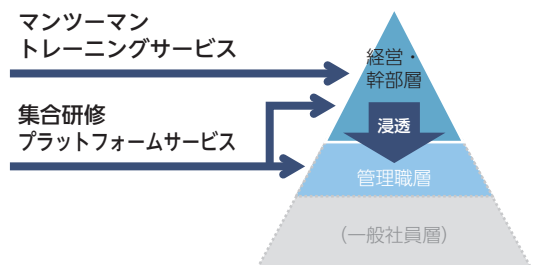 マンツーマン
トレーニングサービス
集合研修
プラットフォームサービス
経営・
幹部層
浸透
管理職層
(一般社員層)